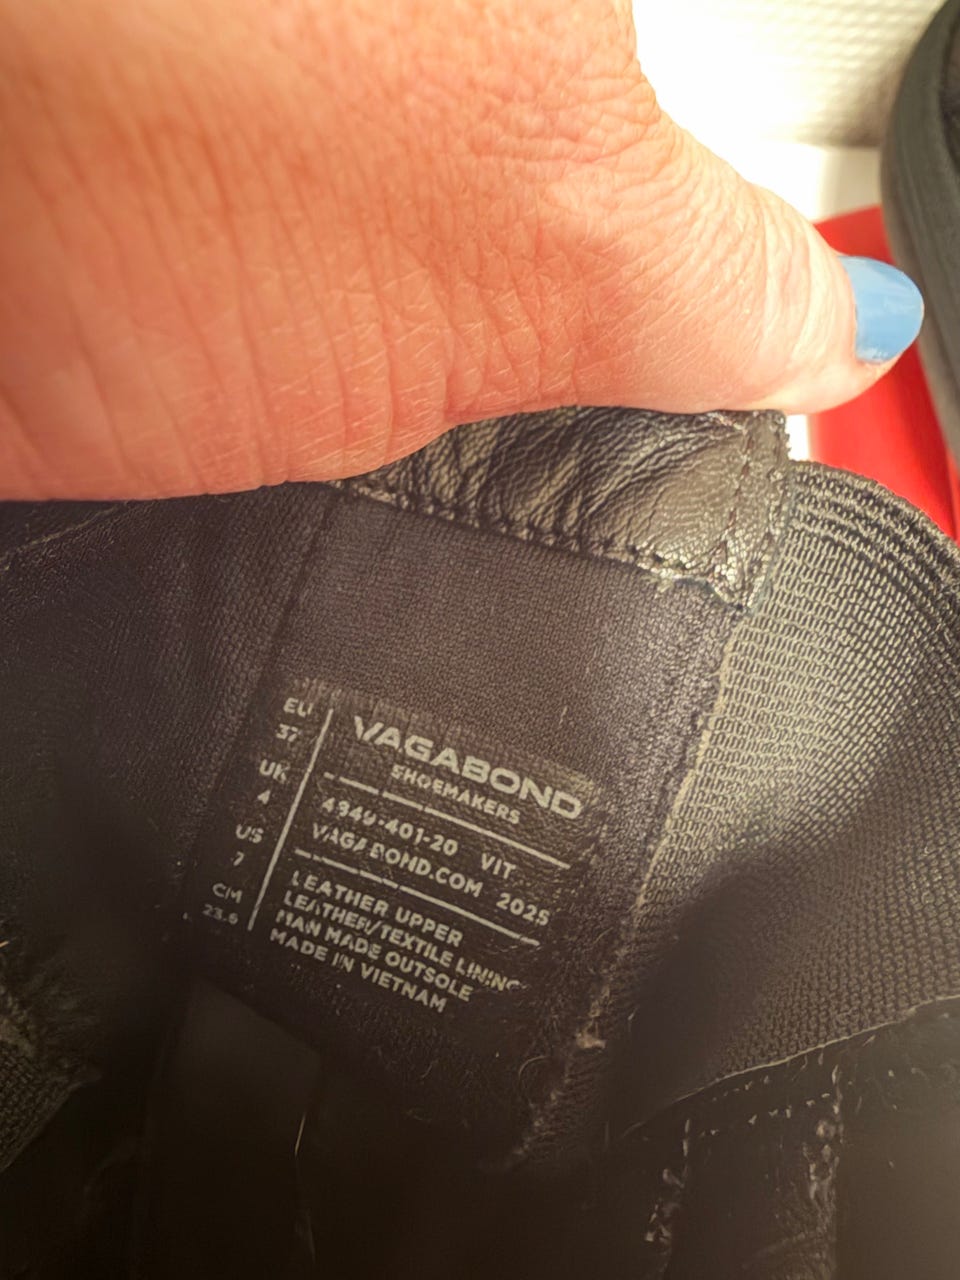 EU
37
UK
4
US
7
CM
23.6
VAGABOND
SHOEMAKERS
4949-401-20 VIT
VAGABOND.COM 2025
LEATHER UPPER
LEATHER/TEXTILE LINING
MAN MADE OUTSOLE
MADE IN VIETNAM